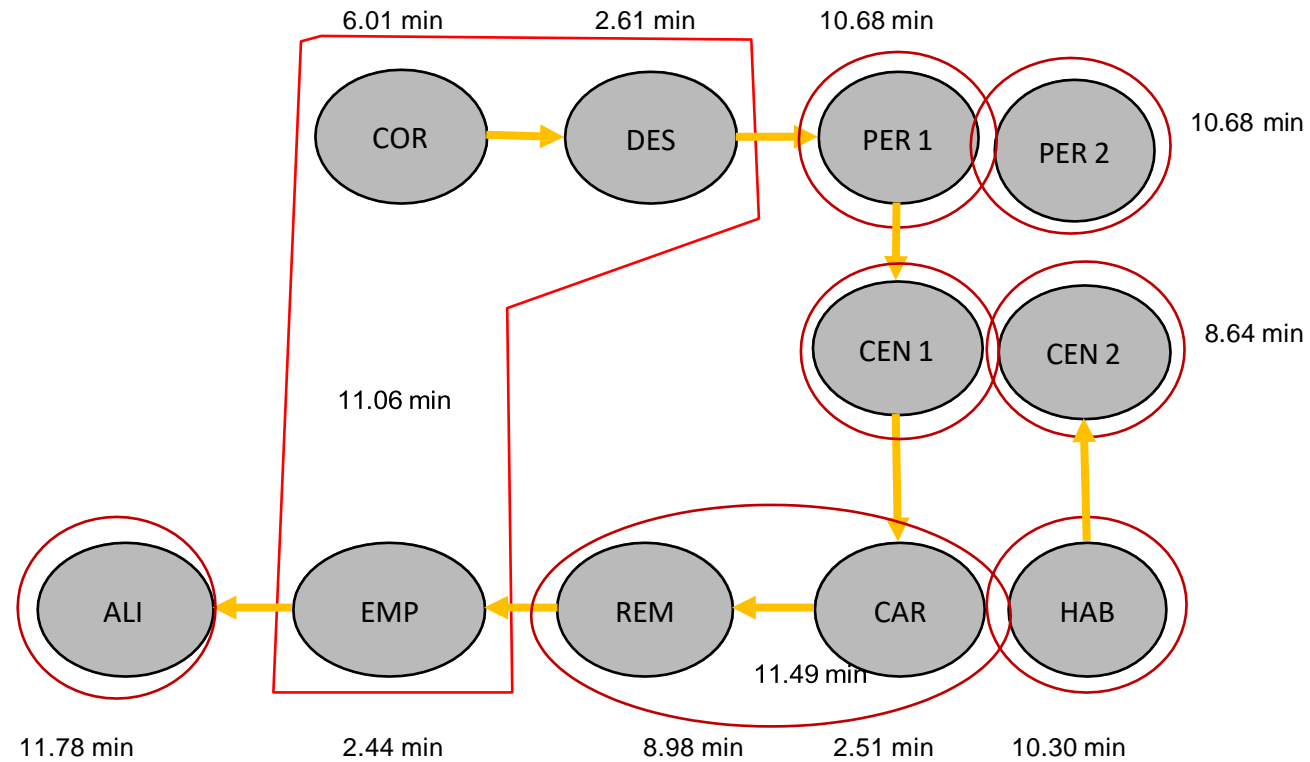 6.01 min
2.61 min
10.68 min
COR
DES
PER 1
PER 2
10.68 min
CEN 1
CEN 2
8.64 min
11.06 min
ALI
EMP
REM
CAR
HAB
11.49 min
11.78 min
2.44 min
8.98 min
2.51 min
10.30 min